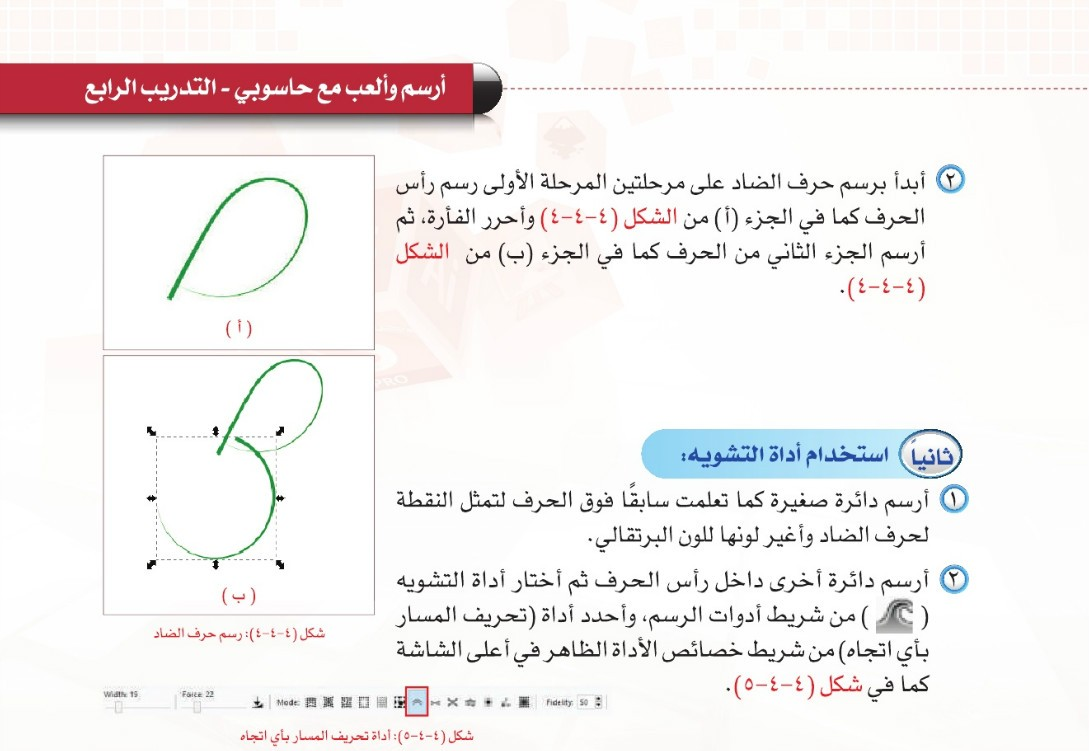 أرسم وألعب مع حاسوبي - التدريب الرابع
٢ أبدأ برسم حرف الضاد على مرحلتين المرحلة الأولى رسم رأس
الحرف كما في الجزء (أ) من الشكل (٤-٤-٤) وأحرر الفأرة، ثم
أرسم الجزء الثاني من الحرف كما في الجزء (ب) من الشكل
(٤-٤-٤).
( أ )
( ب )
شكل (٤-٤-٤): رسم حرف الضاد
ثانياً استخدام أداة التشويه:
١ أرسم دائرة صغيرة كما تعلمت سابقًا فوق الحرف لتمثل النقطة
لحرف الضاد وأغير لونها للون البرتقالي.
٢ أرسم دائرة أخرى داخل رأس الحرف ثم أختار أداة التشويه
( ) من شريط أدوات الرسم، وأحدد أداة (تحريف المسار
بأي اتجاه) من شريط خصائص الأداة الظاهر في أعلى الشاشة
كما في شكل (٤-٤-٥).
Width: 15 Force: 22 Mode: Fidelity: 50
شكل (٤-٤-٥): أداة تحريف المسار بأي اتجاه
PRO